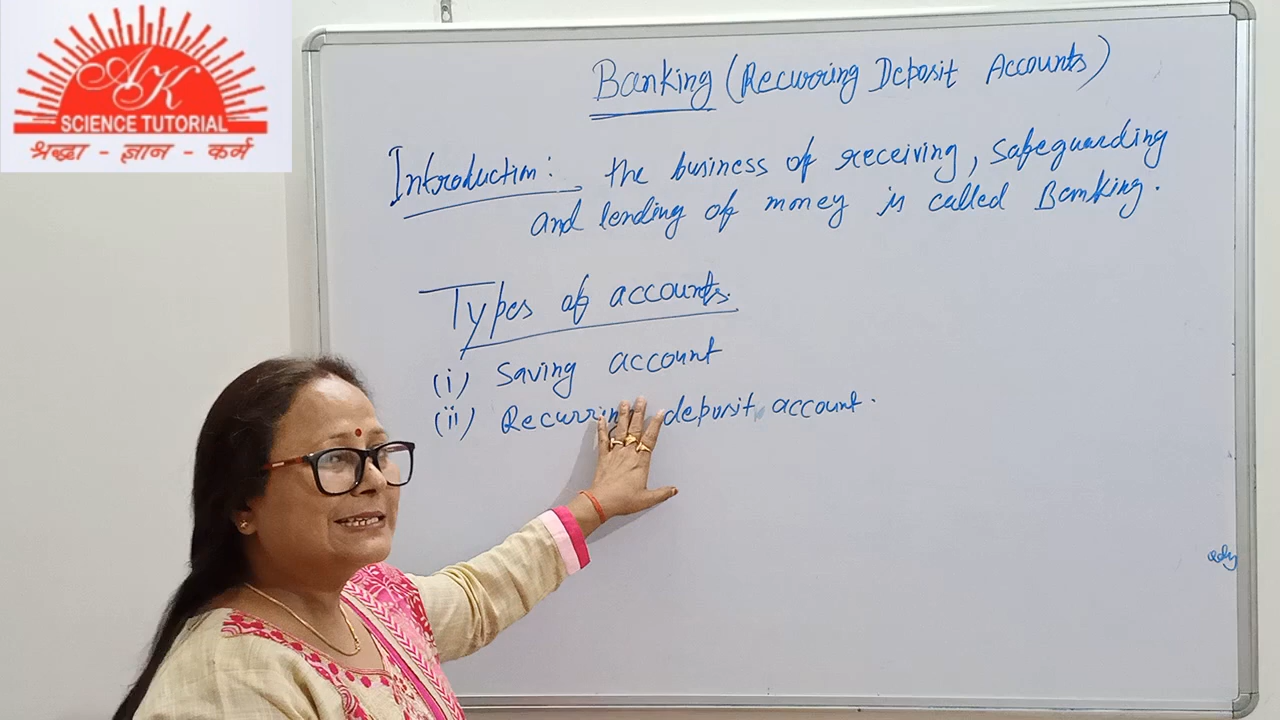 AK
SCIENCE TUTORIAL
श्रद्धा - ज्ञान - कर्म
Banking (Recurring Deposit Accounts)
Introduction: the business of receiving, safeguarding
and lending of money is called Banking.
Types of accounts.
(i) Saving account
(ii) Recurring deposit account.